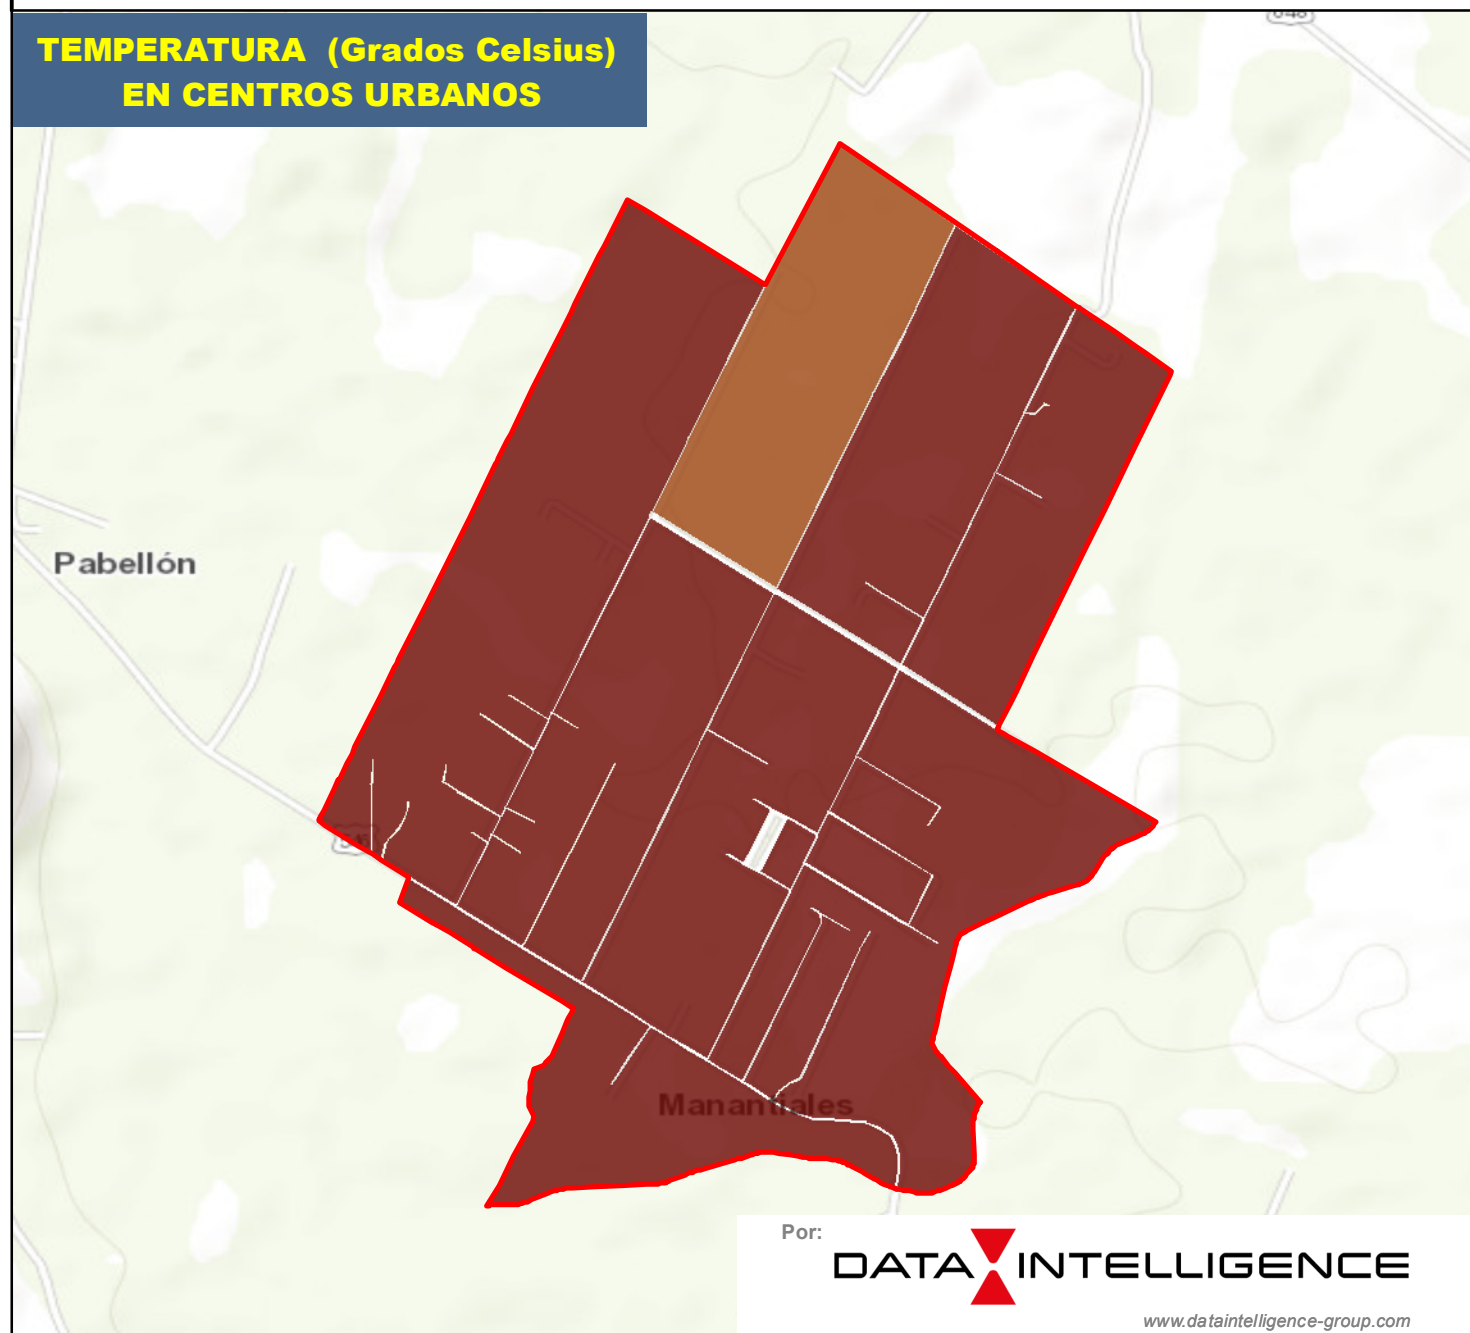 TEMPERATURA (Grados Celsius)
EN CENTROS URBANOS
Pabellón
Manantiales
Por:
DATA INTELLIGENCE
www.dataintelligence-group.com